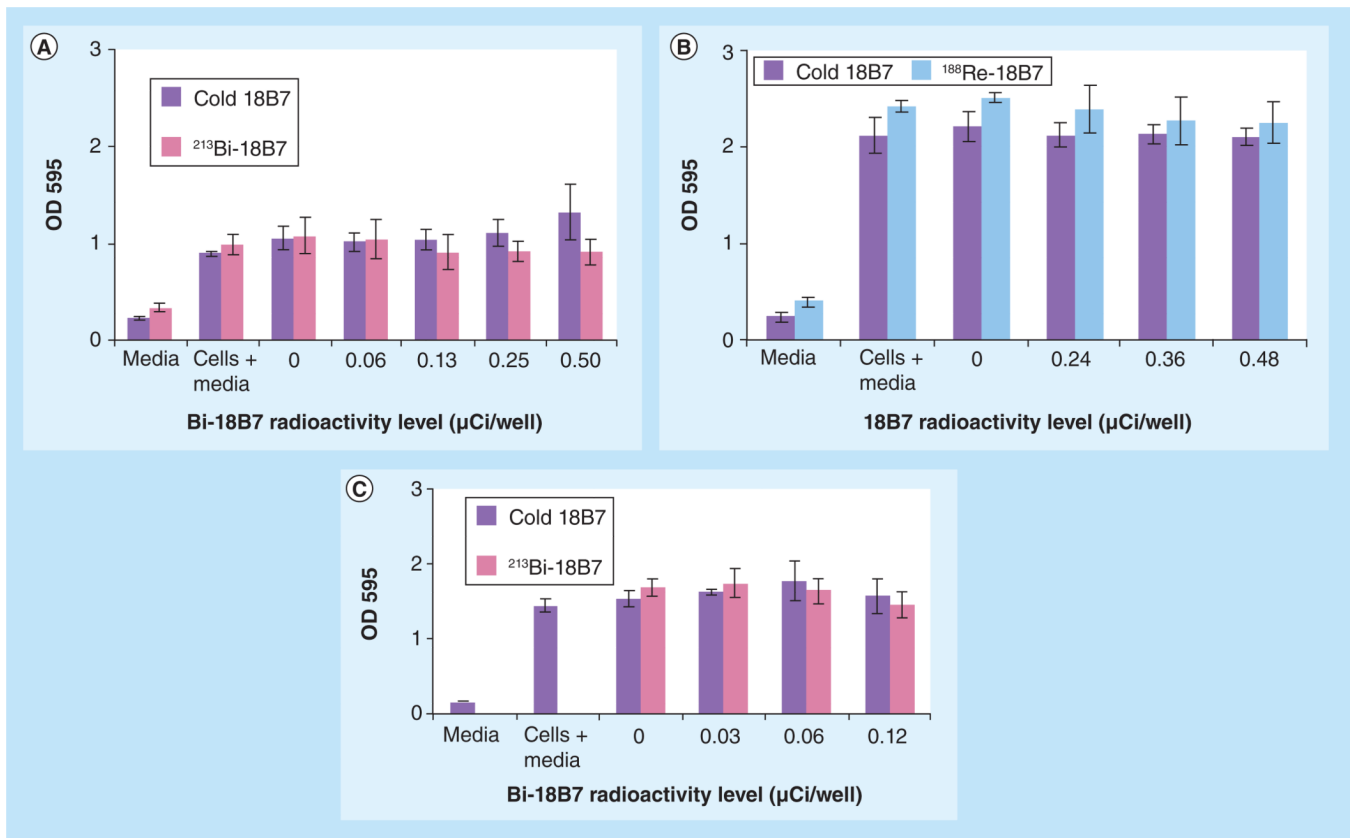 A
3
2
1
0
OD 595
Cold 18B7
²¹³Bi-18B7
Media
Cells +
media
0
0.06
0.13
0.25
0.50
Bi-18B7 radioactivity level (µCi/well)
B
3
2
1
0
OD 595
Cold 18B7
¹⁸⁸Re-18B7
Media
Cells +
media
0
0.24
0.36
0.48
18B7 radioactivity level (µCi/well)
C
3
2
1
0
OD 595
Cold 18B7
²¹³Bi-18B7
Media
Cells +
media
0
0.03
0.06
0.12
Bi-18B7 radioactivity level (µCi/well)